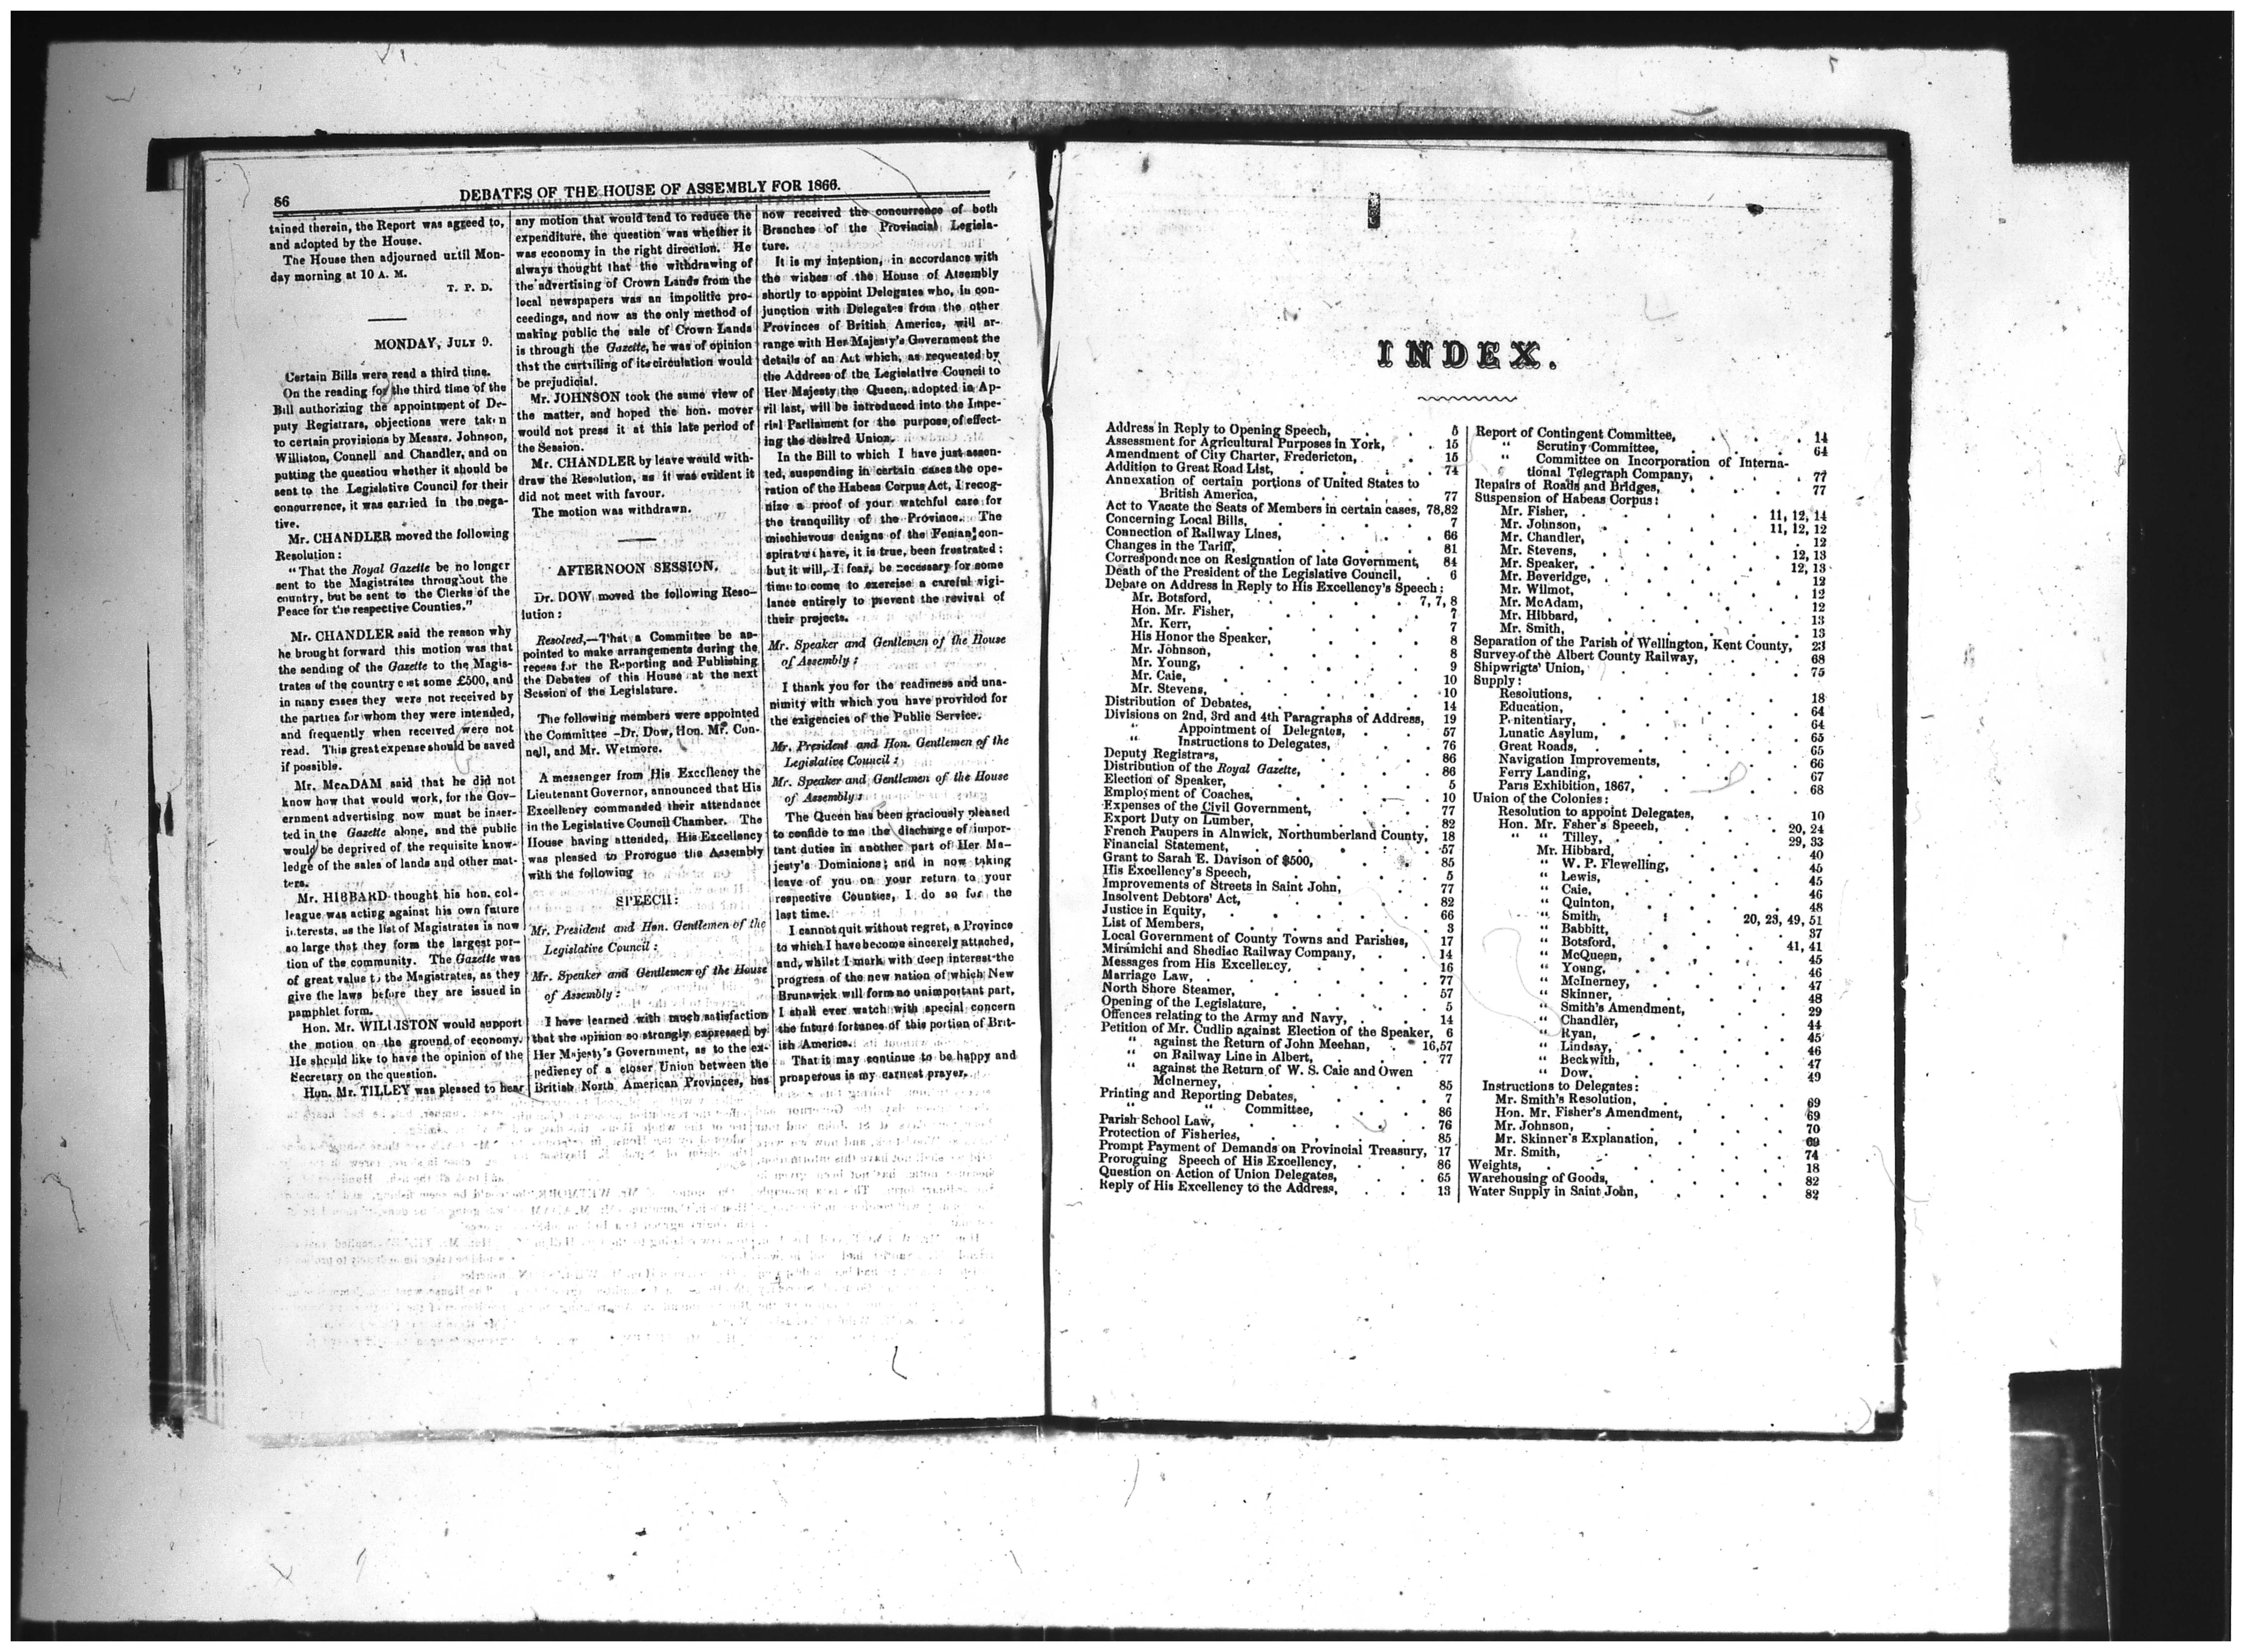 86
DEBATES OF THE HOUSE OF ASSEMBLY FOR 1866.
tained therein, the Report was agreed to,
and adopted by the House.
The House then adjourned until Mon-
day morning at 10 A. M.
T. P. D.
MONDAY, JULY 9.
Certain Bills were read a third time.
On the reading for the third time of the
Bill authorizing the appointment of De-
puty Registrars, objections were taken
to certain provisions by Messrs. Johnson,
Williston, Connell and Chandler, and on
putting the question whether it should be
sent to the Legislative Council for their
concurrence, it was carried in the nega-
tive.
Mr. CHANDLER moved the following
Resolution:
"That the Royal Gazette be no longer
sent to the Magistrates throughout the
country, but be sent to the Clerks of the
Peace for the respective Counties."
Mr. CHANDLER said the reason why
he brought forward this motion was that
the sending of the Gazette to the Magis-
trates of the country cost some £500, and
in many cases they were not received by
the parties for whom they were intended,
and frequently when received were not
read. This great expense should be saved
if possible.
Mr. McADAM said that he did not
know how that would work, for the Gov-
ernment advertising now must be inser-
ted in the Gazette alone, and the public
would be deprived of the requisite know-
ledge of the sales of lands and other mat-
ters.
Mr. HIBBARD thought his hon. col-
league was acting against his own future
interests, as the list of Magistrates is now
so large that they form the largest por-
tion of the community. The Gazette was
of great value to the Magistrates, as they
give the laws before they are issued in
pamphlet form.
Hon. Mr. WILLISTON would support
the motion on the ground of economy.
He should like to have the opinion of the
Secretary on the question.
Hon. Mr. TILLEY was pleased to hear
any motion that would tend to reduce the
expenditure, the question was whether it
was economy in the right direction. He
always thought that the withdrawing of
the advertising of Crown Lands from the
local newspapers was an impolitic pro-
ceedings, and now as the only method of
making public the sale of Crown Lands
is through the Gazette, he was of opinion
that the curtailing of its circulation would
be prejudicial.
Mr. JOHNSON took the same view of
the matter, and hoped the hon. mover
would not press it at this late period of
the Session.
Mr. CHANDLER by leave would with-
draw the Resolution, as it was evident it
did not meet with favour.
The motion was withdrawn.
AFTERNOON SESSION.
Dr. DOW moved the following Reso-
lution:
Resolved,—That a Committee be ap-
pointed to make arrangements during the
recess for the Reporting and Publishing
the Debates of this House at the next
Session of the Legislature.
The following members were appointed
the Committee -Dr. Dow, Hon. Mr. Con-
nell, and Mr. Wetmore.
A messenger from His Excellency the
Lieutenant Governor, announced that His
Excellency commanded their attendance
in the Legislative Council Chamber. The
House having attended, His Excellency
was pleased to Prorogue the Assembly
with the following
SPEECH:
Mr. President and Hon. Gentlemen of the
Legislative Council:
Mr. Speaker and Gentlemen of the House
of Assembly:
I have learned with much satisfaction
that the opinion so strongly expressed by
Her Majesty's Government, as to the ex-
pediency of a closer Union between the
British North American Provinces, has
now received the concurrence of both
Branches of the Provincial Legisla-
ture.
It is my intention, in accordance with
the wishes of the House of Assembly
shortly to appoint Delegates who, in con-
junction with Delegates from the other
Provinces of British America, will ar-
range with Her Majesty's Government the
details of an Act which, as requested by
the Address of the Legislative Council to
Her Majesty the Queen, adopted in Ap-
ril last, will be introduced into the Impe-
rial Parliament for the purpose of effect-
ing the desired Union.
In the Bill to which I have just assen-
ted, suspending in certain cases the ope-
ration of the Habeas Corpus Act, I recog-
nize a proof of your watchful care for
the tranquility of the Province. The
mischievous designs of the Fenian con-
spirators have, it is true, been frustrated:
but it will, I fear, be necessary for some
time to come to exercise a careful vigi-
lance entirely to prevent the revival of
their projects.
Mr. Speaker and Gentlemen of the House
of Assembly:
I thank you for the readiness and una-
nimity with which you have provided for
the exigencies of the Public Service.
Mr. President and Hon. Gentlemen of the
Legislative Council:
Mr. Speaker and Gentlemen of the House
of Assembly:
The Queen has been graciously pleased
to confide to me the discharge of impor-
tant duties in another part of Her Ma-
jesty's Dominions; and in now taking
leave of you on your return to your
respective Counties, I do so for the
last time.
I cannot quit without regret, a Province
to which I have become sincerely attached,
and, whilst I mark with deep interest the
progress of the new nation of which New
Brunswick will form no unimportant part,
I shall ever watch with special concern
the future fortunes of this portion of Brit-
ish America.
That it may continue to be happy and
prosperous is my earnest prayer.
INDEX.
Address in Reply to Opening Speech, 5
Assessment for Agricultural Purposes in York, 15
Amendment of City Charter, Fredericton, 15
Addition to Great Road List, 74
Annexation of certain portions of United States to
British America, 77
Act to Vacate the Seats of Members in certain cases, 78,82
Concerning Local Bills, 7
Connection of Railway Lines, 66
Changes in the Tariff, 81
Correspondence on Resignation of late Government, 84
Death of the President of the Legislative Council, 6
Debate on Address in Reply to His Excellency's Speech:
Mr. Botsford, 7, 7, 8
Hon. Mr. Fisher, 7
Mr. Kerr, 7
His Honor the Speaker, 8
Mr. Johnson, 8
Mr. Young, 9
Mr. Caie, 10
Mr. Stevens, 10
Distribution of Debates, 14
Divisions on 2nd, 3rd and 4th Paragraphs of Address, 19
" Appointment of Delegates, 57
" Instructions to Delegates, 76
Deputy Registrars, 86
Distribution of the Royal Gazette, 86
Election of Speaker, 5
Employment of Coaches, 10
Expenses of the Civil Government, 77
Export Duty on Lumber, 82
French Paupers in Alnwick, Northumberland County, 18
Financial Statement, 57
Grant to Sarah E. Davison of $500, 85
His Excellency's Speech, 5
Improvements of Streets in Saint John, 77
Insolvent Debtors' Act, 82
Justice in Equity, 66
List of Members, 3
Local Government of County Towns and Parishes, 17
Miramichi and Shediac Railway Company, 14
Messages from His Excellency, 16
Marriage Law, 77
North Shore Steamer, 57
Opening of the Legislature, 5
Offences relating to the Army and Navy, 14
Petition of Mr. Cudlip against Election of the Speaker, 6
" against the Return of John Meehan, 16,57
" on Railway Line in Albert, 77
" against the Return of W. S. Caie and Owen
McInerney, 85
Printing and Reporting Debates, 7
" " Committee, 86
Parish School Law, 76
Protection of Fisheries, 85
Prompt Payment of Demands on Provincial Treasury, 17
Proroguing Speech of His Excellency, 86
Question on Action of Union Delegates, 65
Reply of His Excellency to the Address, 13
Report of Contingent Committee, 14
" Scrutiny Committee, 64
" Committee on Incorporation of Interna-
tional Telegraph Company, 77
Repairs of Roads and Bridges, 77
Suspension of Habeas Corpus:
Mr. Fisher, 11, 12, 14
Mr. Johnson, 11, 12, 12
Mr. Chandler, 12
Mr. Stevens, 12, 13
Mr. Speaker, 12, 13
Mr. Beveridge, 12
Mr. Wilmot, 12
Mr. McAdam, 12
Mr. Hibbard, 13
Mr. Smith, 13
Separation of the Parish of Wellington, Kent County, 23
Survey of the Albert County Railway, 68
Shipwrigts' Union, 75
Supply:
Resolutions, 18
Education, 64
Penitentiary, 64
Lunatic Asylum, 65
Great Roads, 65
Navigation Improvements, 66
Ferry Landing, 67
Paris Exhibition, 1867, 68
Union of the Colonies:
Resolution to appoint Delegates, 10
Hon. Mr. Fsher's Speech, 20, 24
" " Tilley, 29, 33
Mr. Hibbard, 40
" W. P. Flewelling, 45
" Lewis, 45
" Caie, 46
" Quinton, 48
" Smith, 20, 23, 49, 51
" Babbitt, 37
" Botsford, 41, 41
" McQueen, 45
" Young, 46
" McInerney, 47
" Skinner, 48
" Smith's Amendment, 29
" Chandler, 44
" Ryan, 45
" Lindsay, 46
" Beckwith, 47
" Dow, 49
Instructions to Delegates:
Mr. Smith's Resolution, 69
Hon. Mr. Fisher's Amendment, 69
Mr. Johnson, 70
Mr. Skinner's Explanation, 69
Mr. Smith, 74
Weights, 18
Warehousing of Goods, 82
Water Supply in Saint John, 82